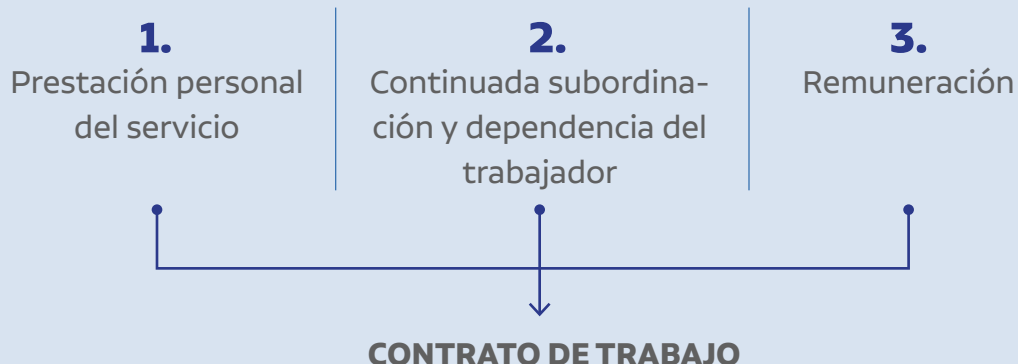 1.
Prestación personal
del servicio
2.
Continuada subordina-
ción y dependencia del
trabajador
3.
Remuneración
CONTRATO DE TRABAJO